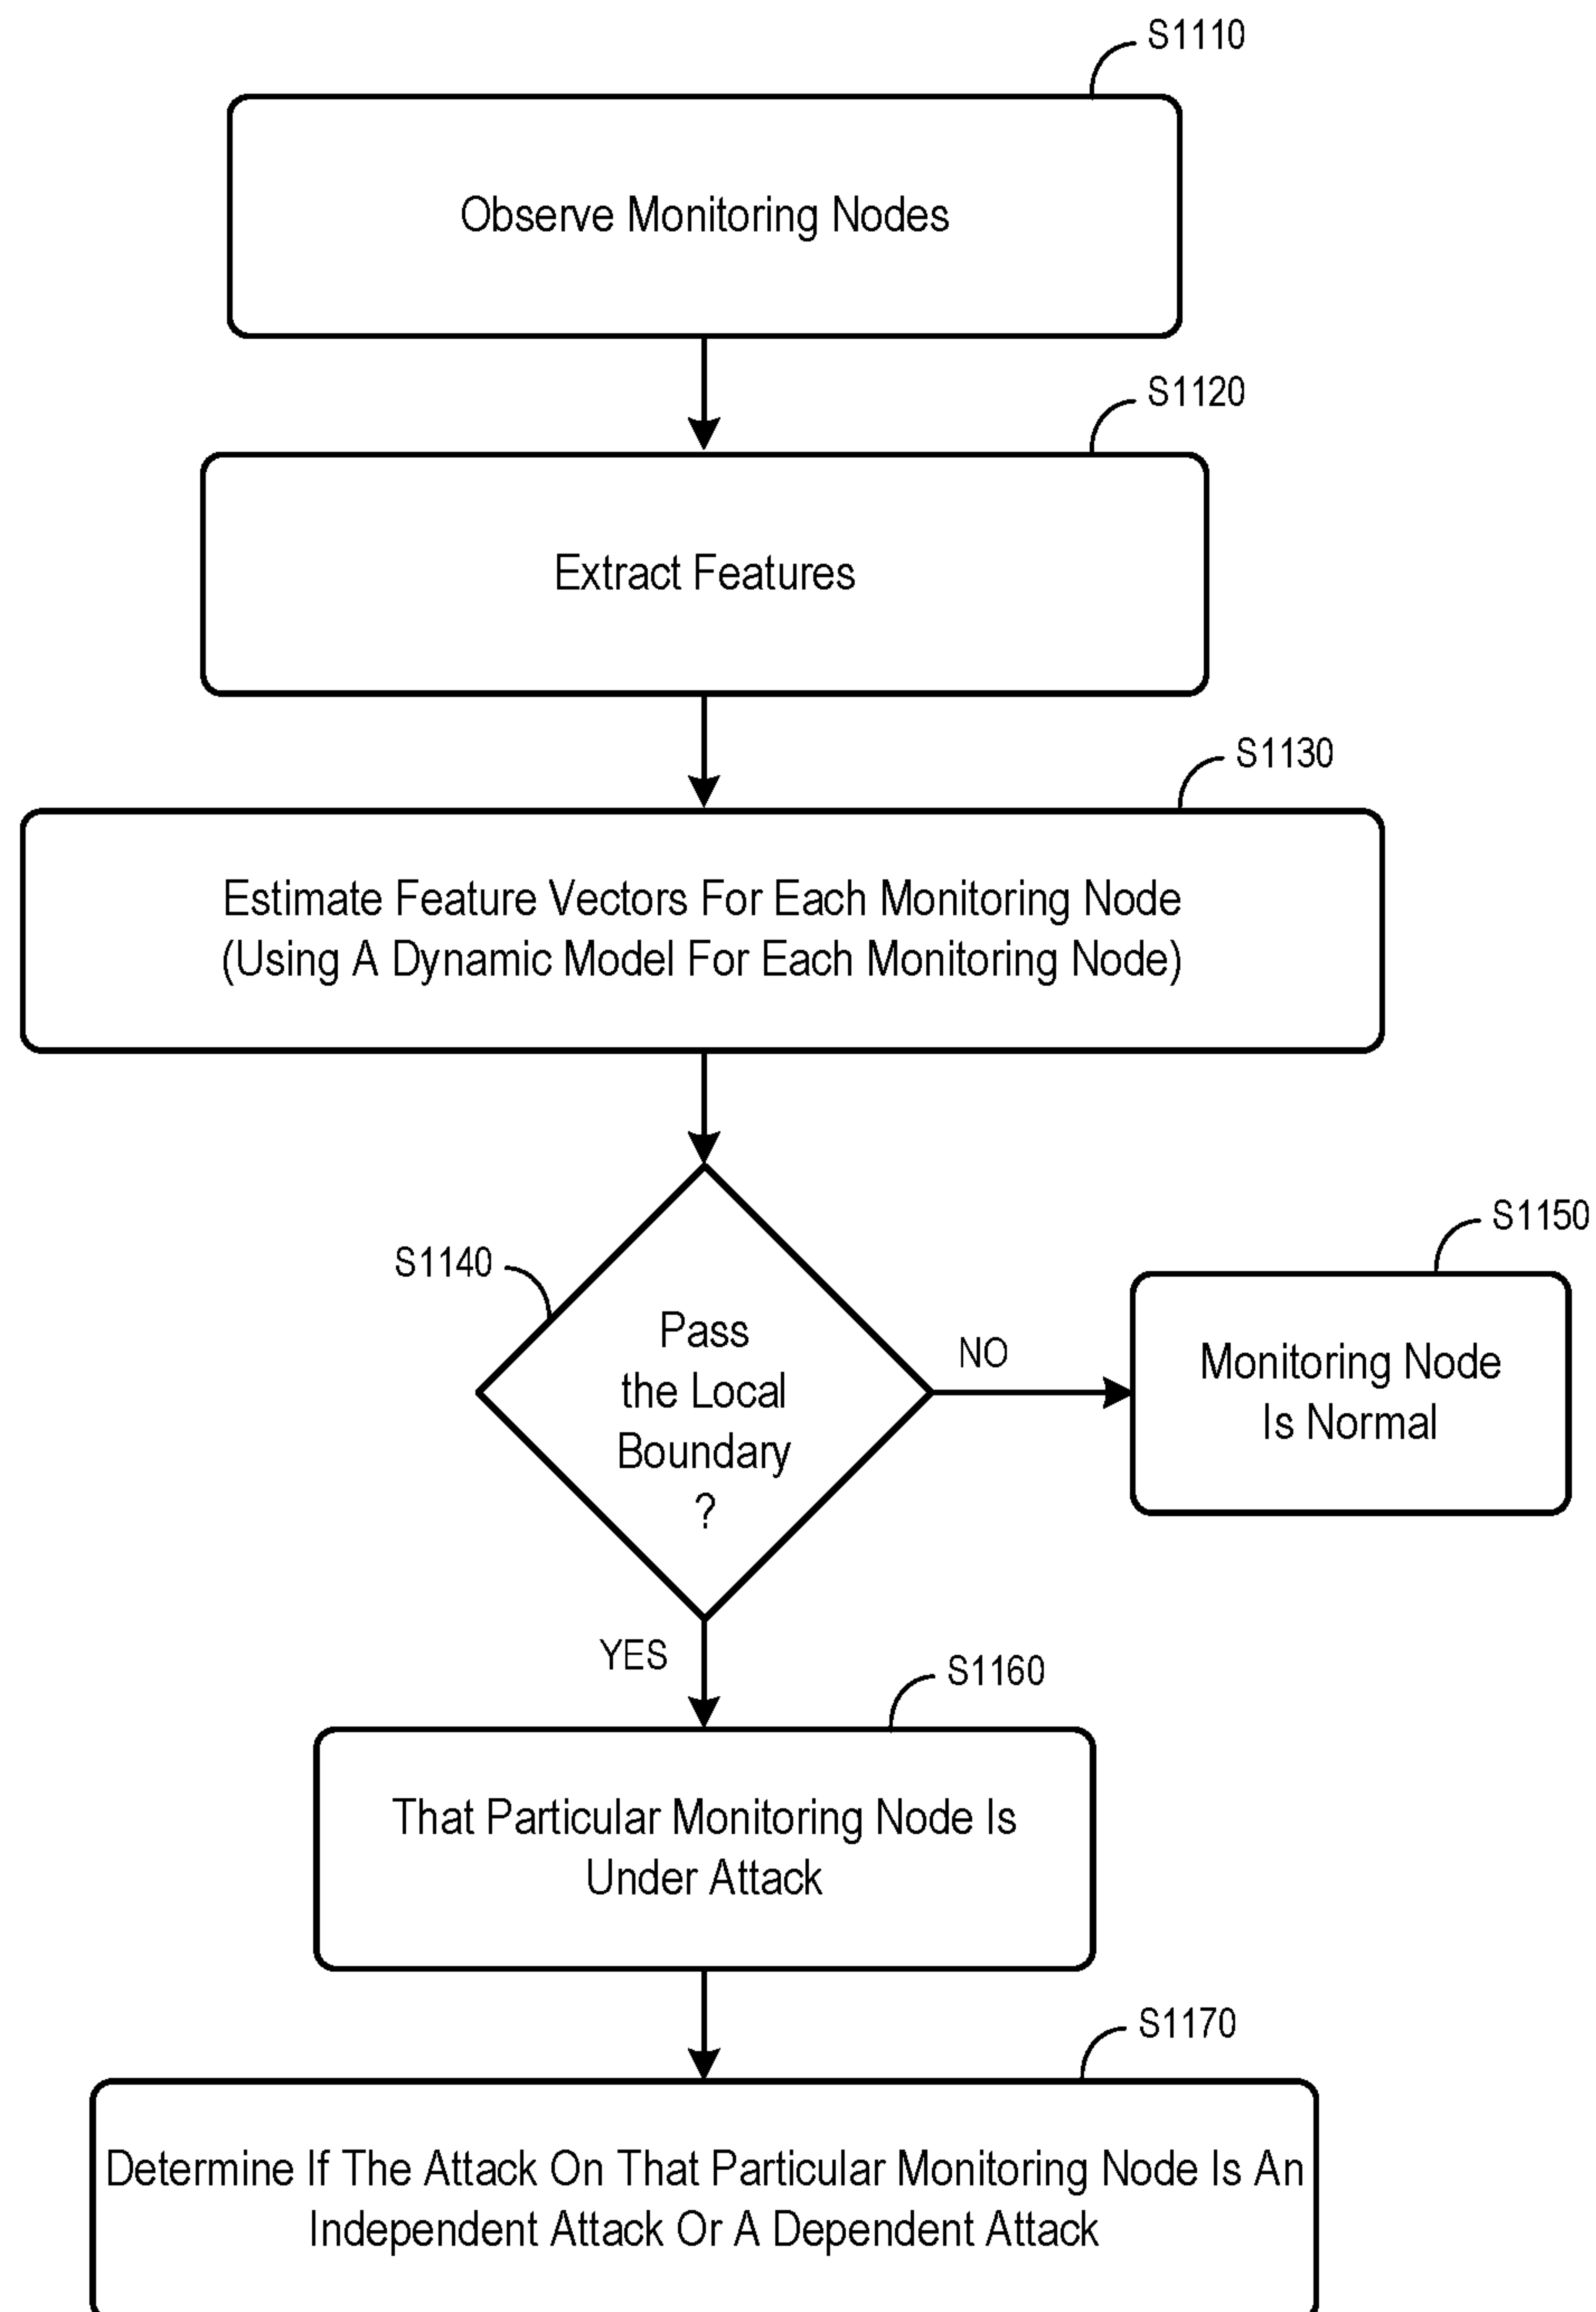 S1110
Observe Monitoring Nodes
S1120
Extract Features
S1130
Estimate Feature Vectors For Each Monitoring Node
(Using A Dynamic Model For Each Monitoring Node)
S1140
Pass
the Local
Boundary
?
NO
S1150
Monitoring Node
Is Normal
YES
S1160
That Particular Monitoring Node Is
Under Attack
S1170
Determine If The Attack On That Particular Monitoring Node Is An
Independent Attack Or A Dependent Attack